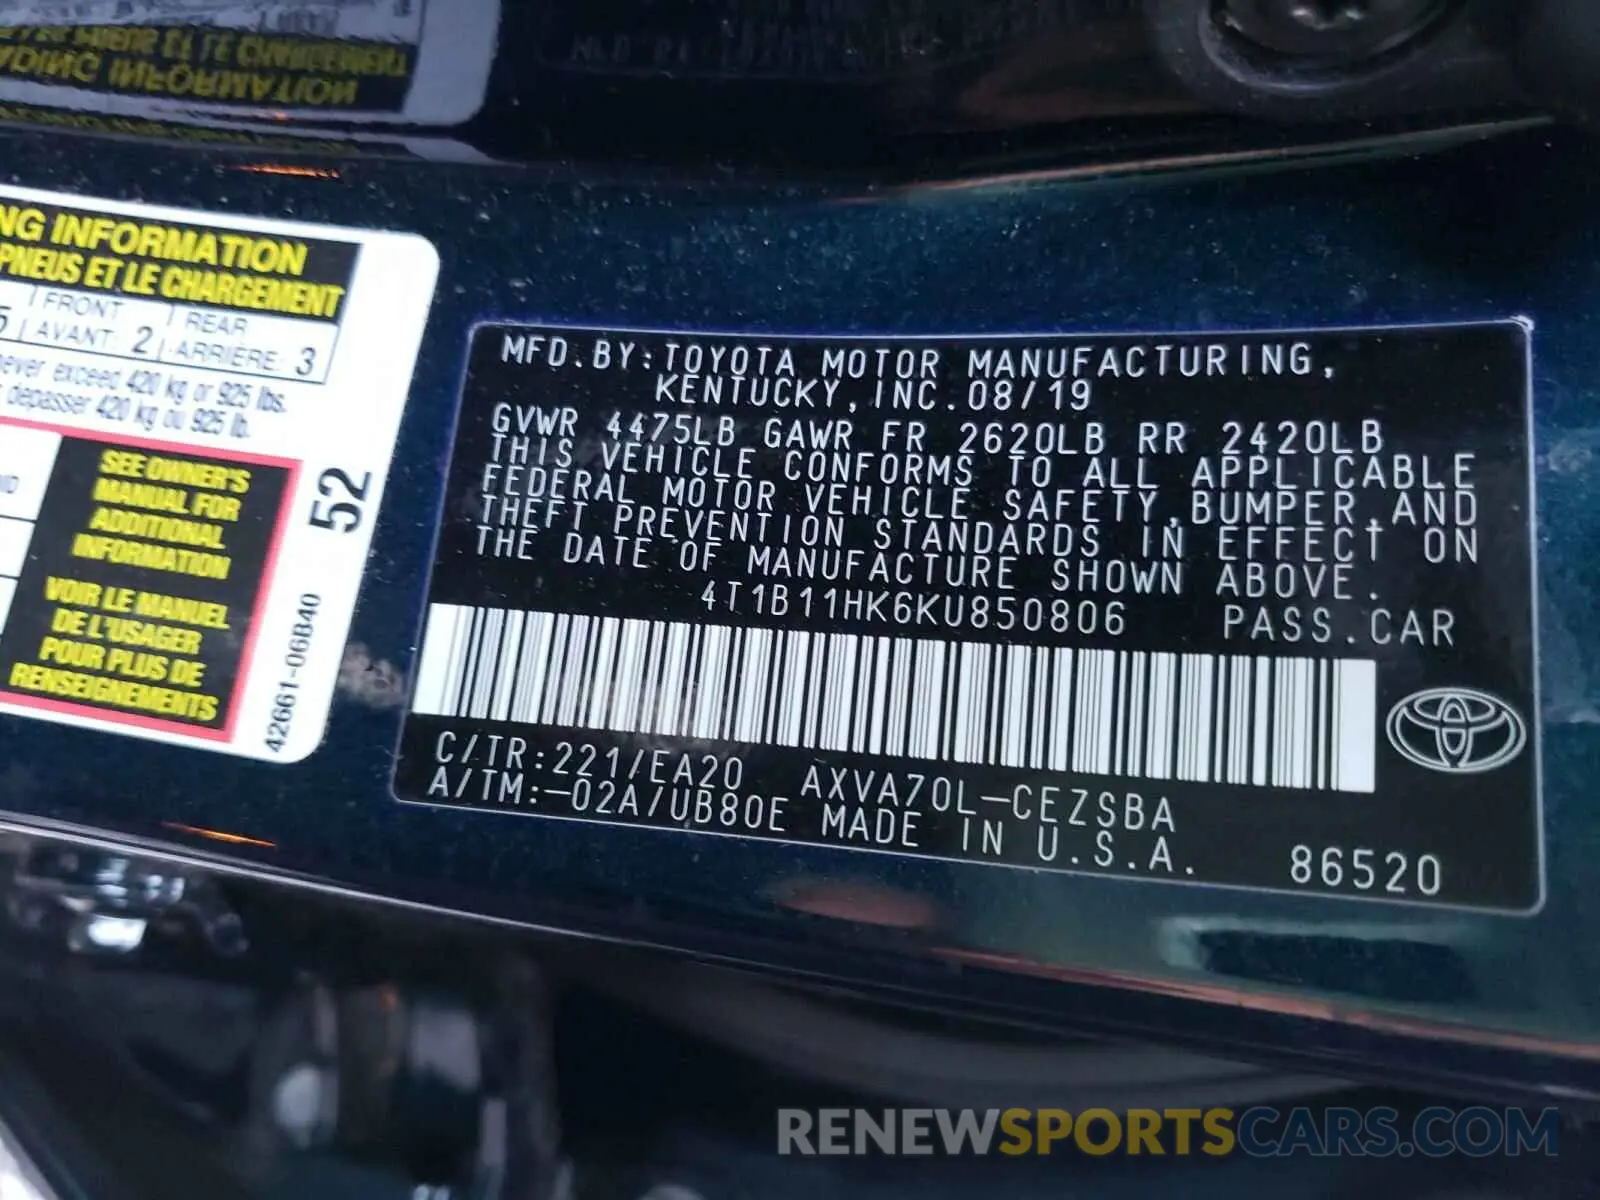 NG INFORMATION
PNEUS ET LE CHARGEMENT
5 FRONT AVANT: 2 REAR ARRIÈRE: 3
never exceed 420 kg or 925 lbs.
dépasser 420 kg ou 925 lb.
SEE OWNER'S
MANUAL FOR
ADDITIONAL
INFORMATION
VOIR LE MANUEL
DE L'USAGER
POUR PLUS DE
RENSEIGNEMENTS
52
42661-06B40
MFD.BY:TOYOTA MOTOR MANUFACTURING,
KENTUCKY,INC.08/19
GVWR 4475LB GAWR FR 2620LB RR 2420LB
THIS VEHICLE CONFORMS TO ALL APPLICABLE
FEDERAL MOTOR VEHICLE SAFETY,BUMPER,AND
THEFT PREVENTION STANDARDS IN EFFECT ON
THE DATE OF MANUFACTURE SHOWN ABOVE.
4T1B11HK6KU850806 PASS.CAR
C/TR:221/EA20 AXVA70L-CEZSBA
A/TM:-02A/UB80E MADE IN U.S.A.
86520
RENEWSPORTSCARS.COM